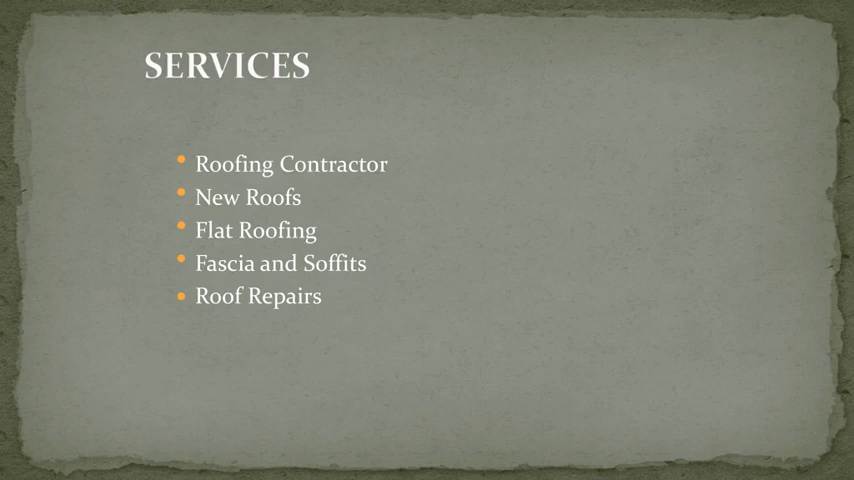 SERVICES
• Roofing Contractor
• New Roofs
• Flat Roofing
• Fascia and Soffits
• Roof Repairs